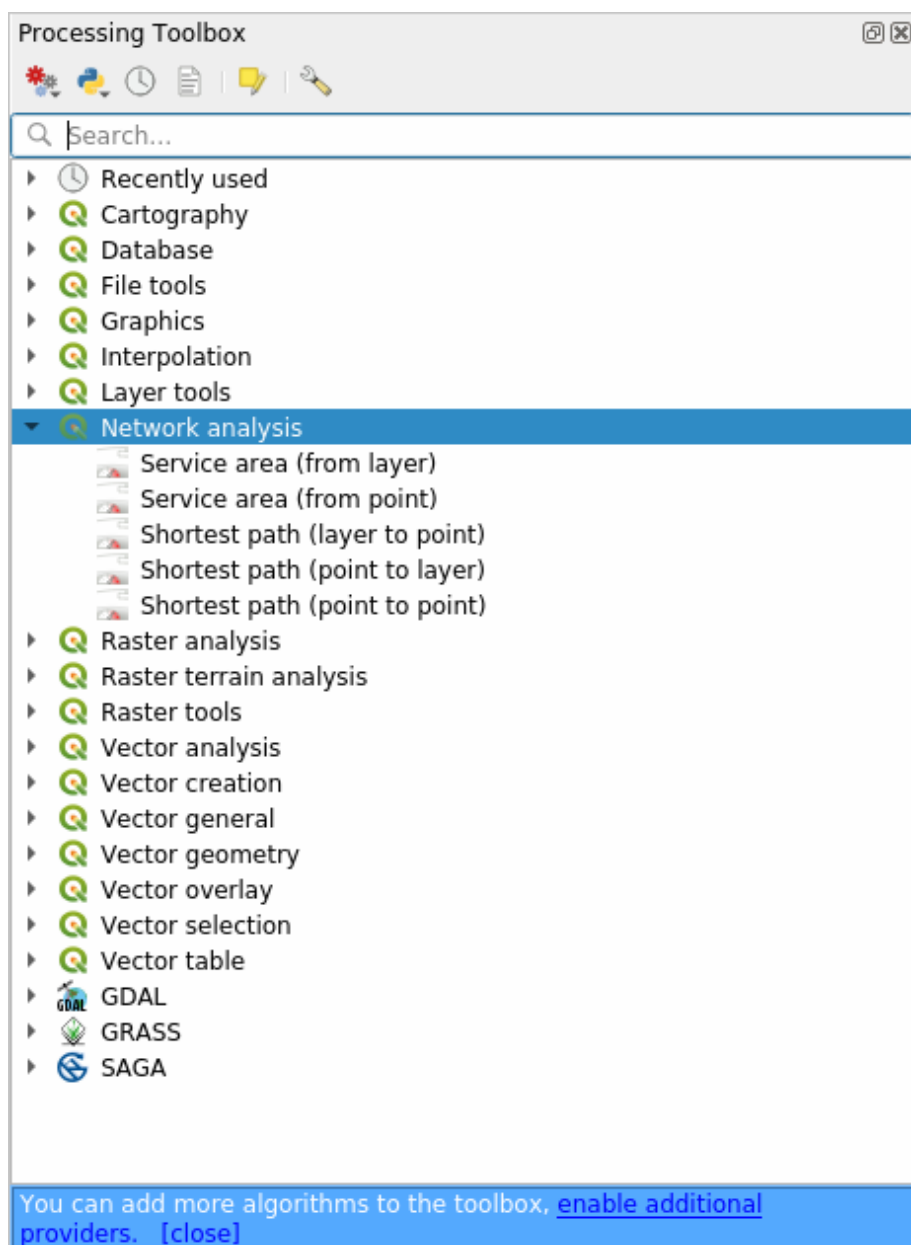 Processing Toolbox
Search...
Recently used
Cartography
Database
File tools
Graphics
Interpolation
Layer tools
Network analysis
Service area (from layer)
Service area (from point)
Shortest path (layer to point)
Shortest path (point to layer)
Shortest path (point to point)
Raster analysis
Raster terrain analysis
Raster tools
Vector analysis
Vector creation
Vector general
Vector geometry
Vector overlay
Vector selection
Vector table
GDAL GDAL
GRASS
SAGA
You can add more algorithms to the toolbox, enable additional
providers. [close]